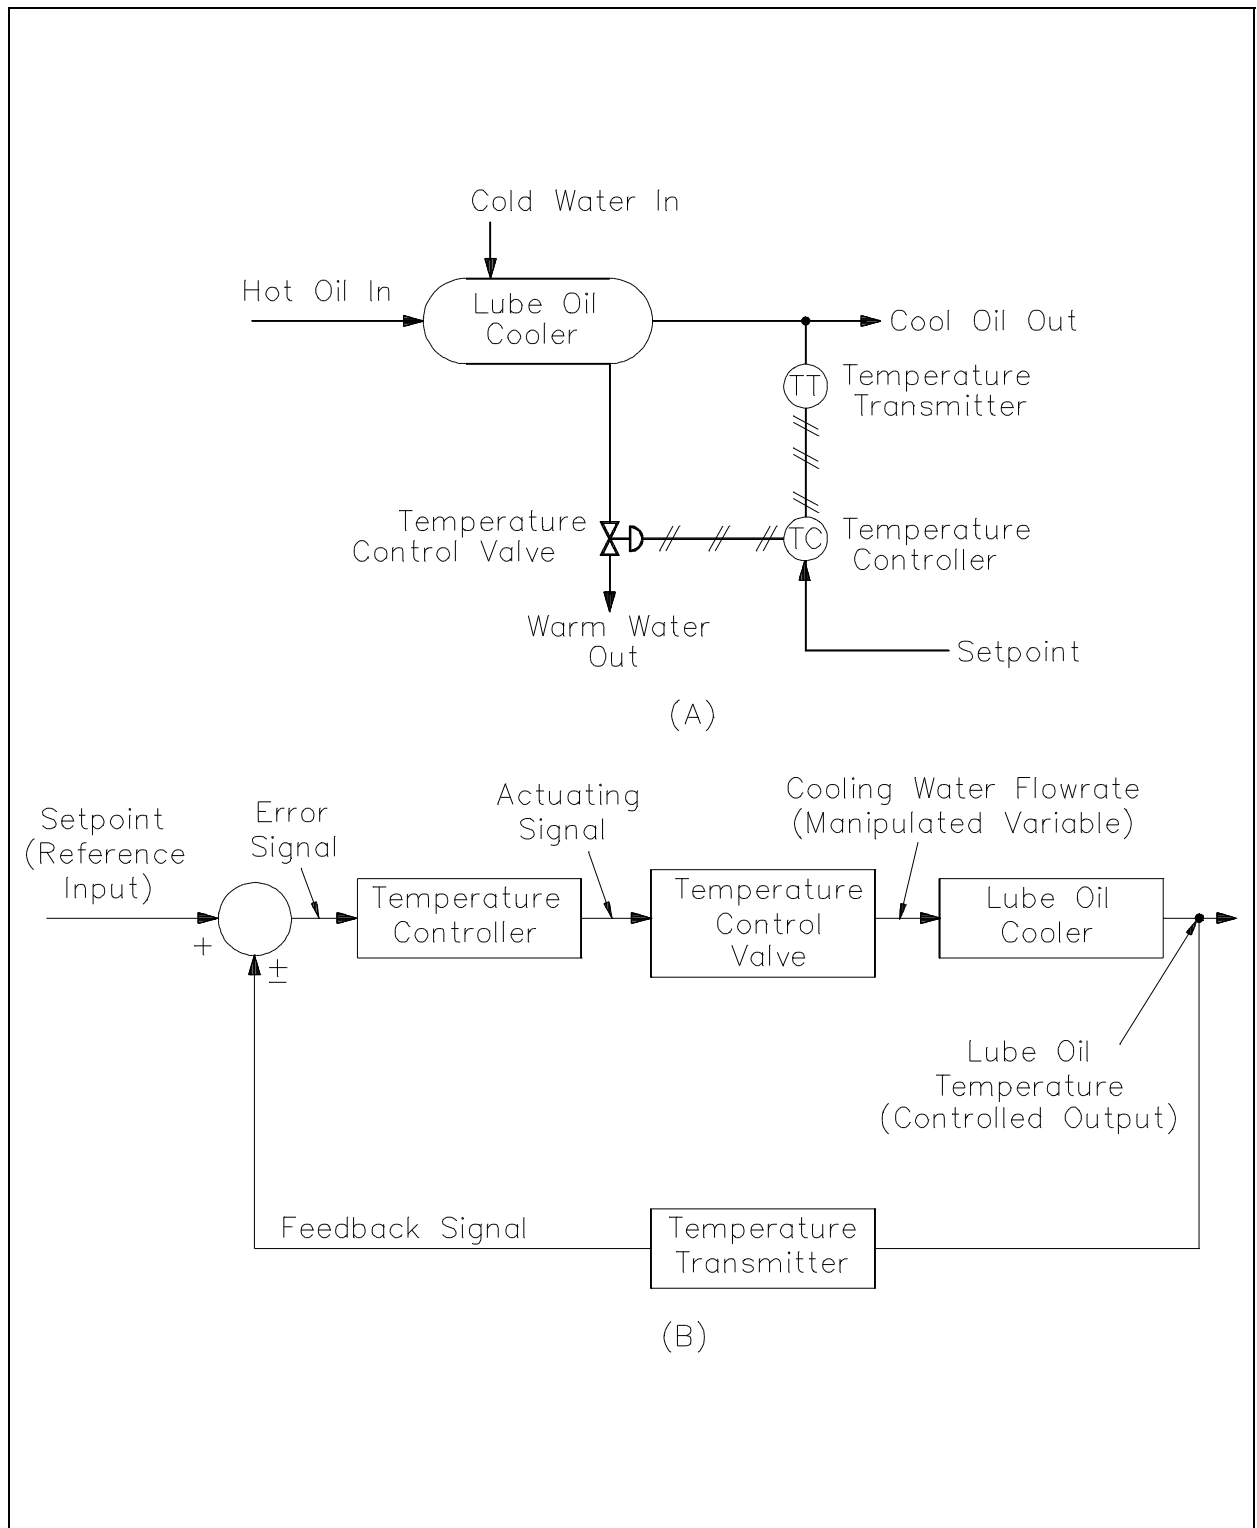 Cold Water In
Hot Oil In
Lube Oil
Cooler
Cool Oil Out
TT
Temperature
Transmitter
Temperature
Control Valve
TC
Temperature
Controller
Warm Water
Out
Setpoint
(A)
Setpoint
(Reference
Input)
Error
Signal
Actuating
Signal
Cooling Water Flowrate
(Manipulated Variable)
+
±
Temperature
Controller
Temperature
Control
Valve
Lube Oil
Cooler
Lube Oil
Temperature
(Controlled Output)
Feedback Signal
Temperature
Transmitter
(B)